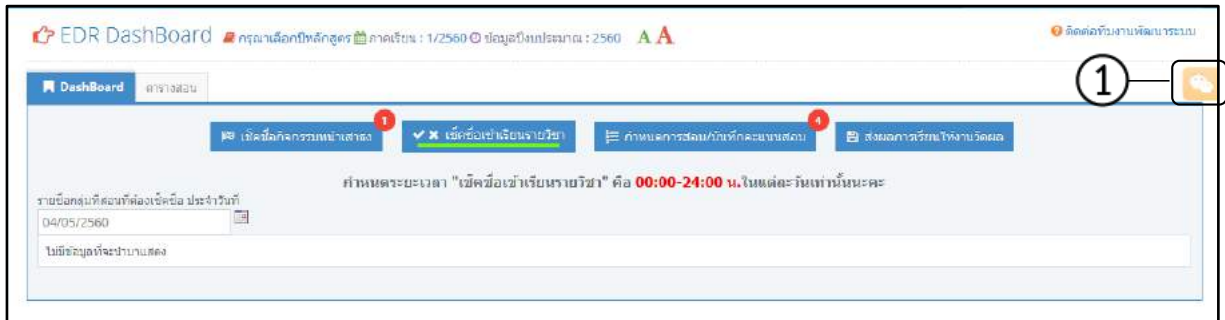 EDR DashBoard กรุณาเลือกปีหลักสูตร ภาคเรียน : 1/2560 ข้อมูลปีงบประมาณ : 2560 A A
ติดต่อทีมงานพัฒนาระบบ
1
DashBoard ตารางสอน
1 4
เช็คชื่อกิจกรรมหน้าเสาธง เช็คชื่อเข้าเรียนรายวิชา กำหนดการสอน/บันทึกคะแนนสอบ ส่งผลการเรียนให้งานวัดผล
กำหนดระยะเวลา "เช็คชื่อเข้าเรียนรายวิชา" คือ 00:00-24:00 น.ในแต่ละวันเท่านั้นนะคะ
รายชื่อกลุ่มที่สอนที่ต้องเช็คชื่อ ประจำวันที่
04/05/2560
ไม่มีข้อมูลที่จะนำมาแสดง